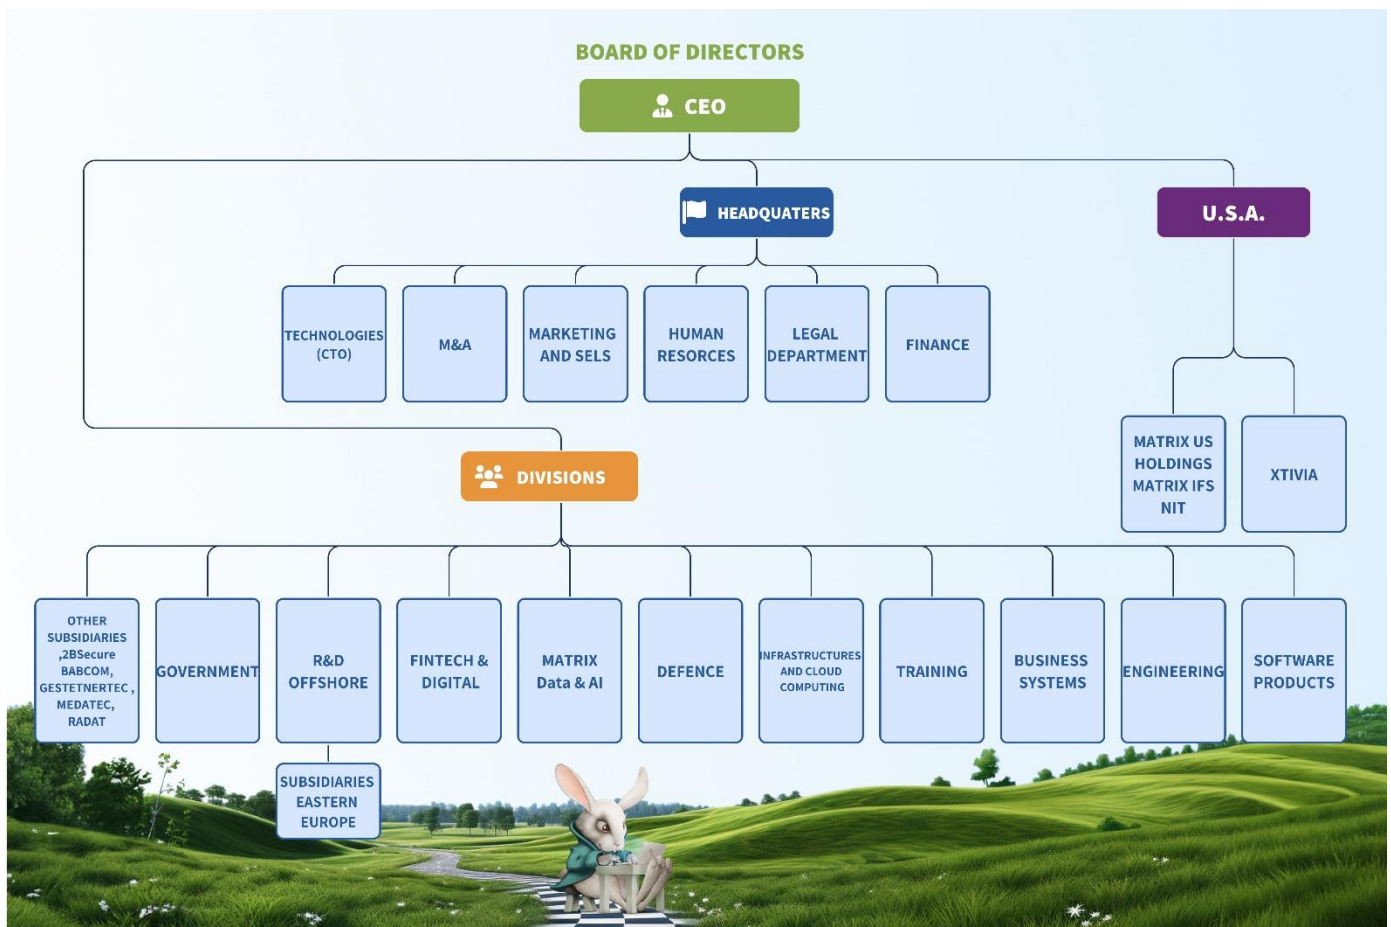 BOARD OF DIRECTORS
CEO
HEADQUATERS
U.S.A.
TECHNOLOGIES
(CTO)
M&A
MARKETING
AND SELS
HUMAN
RESORCES
LEGAL
DEPARTMENT
FINANCE
MATRIX US
HOLDINGS
MATRIX IFS
NIT
XTIVIA
DIVISIONS
OTHER
SUBSIDIARIES
,2BSecure
BABCOM,
GESTETNERTEC ,
MEDATEC,
RADAT
GOVERNMENT
R&D
OFFSHORE
FINTECH &
DIGITAL
MATRIX
Data & AI
DEFENCE
INFRASTRUCTURES
AND CLOUD
COMPUTING
TRAINING
BUSINESS
SYSTEMS
ENGINEERING
SOFTWARE
PRODUCTS
SUBSIDIARIES
EASTERN
EUROPE